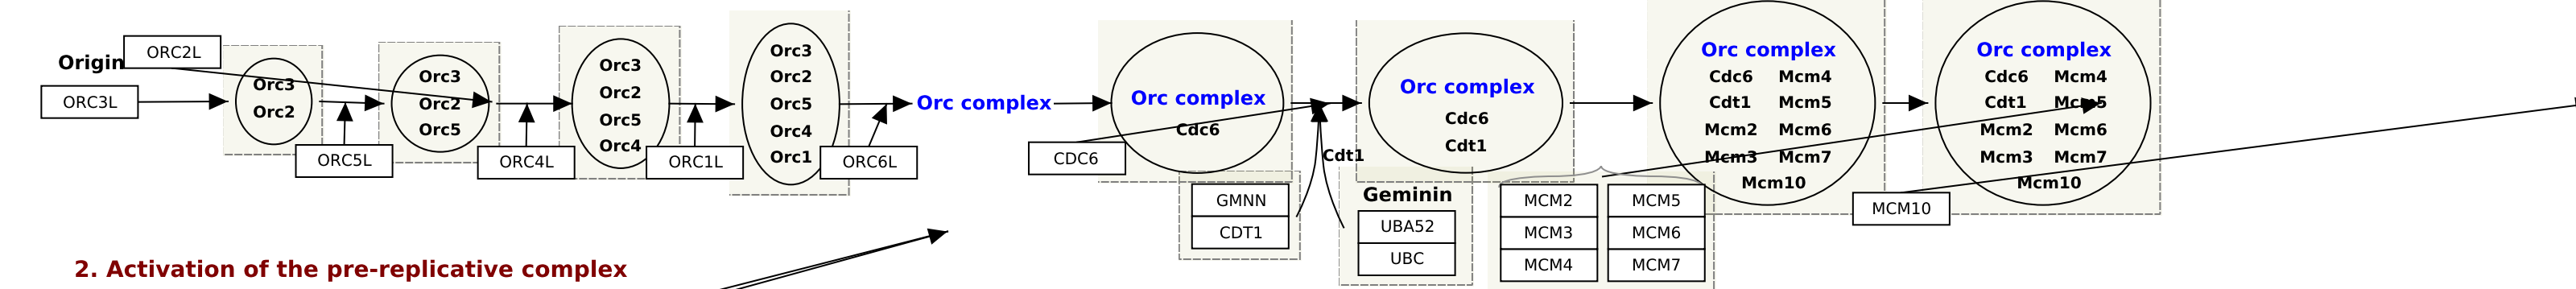 Origin
ORC2L
ORC3L
Orc3
Orc2
ORC5L
Orc3
Orc2
Orc5
ORC4L
Orc3
Orc2
Orc5
Orc4
ORC1L
Orc3
Orc2
Orc5
Orc4
Orc1
ORC6L
Orc complex
CDC6
Orc complex
Cdc6
GMNN
CDT1
Cdt1
Geminin
UBA52
UBC
Orc complex
Cdc6
Cdt1
MCM2 MCM5
MCM3 MCM6
MCM4 MCM7
Orc complex
Cdc6 Mcm4
Cdt1 Mcm5
Mcm2 Mcm6
Mcm3 Mcm7
Mcm10
MCM10
Orc complex
Cdc6 Mcm4
Cdt1 Mcm5
Mcm2 Mcm6
Mcm3 Mcm7
Mcm10
2. Activation of the pre-replicative complex